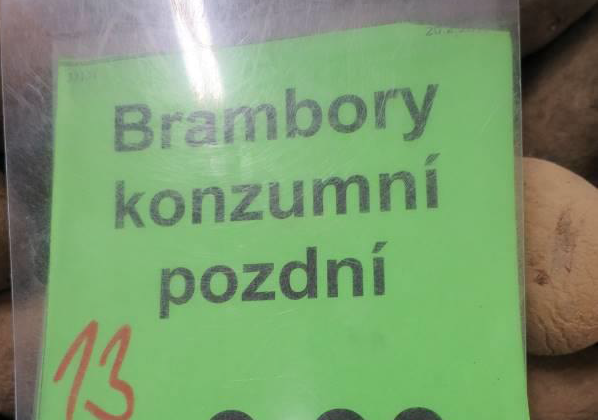 Brambory
konzumní
pozdní
13